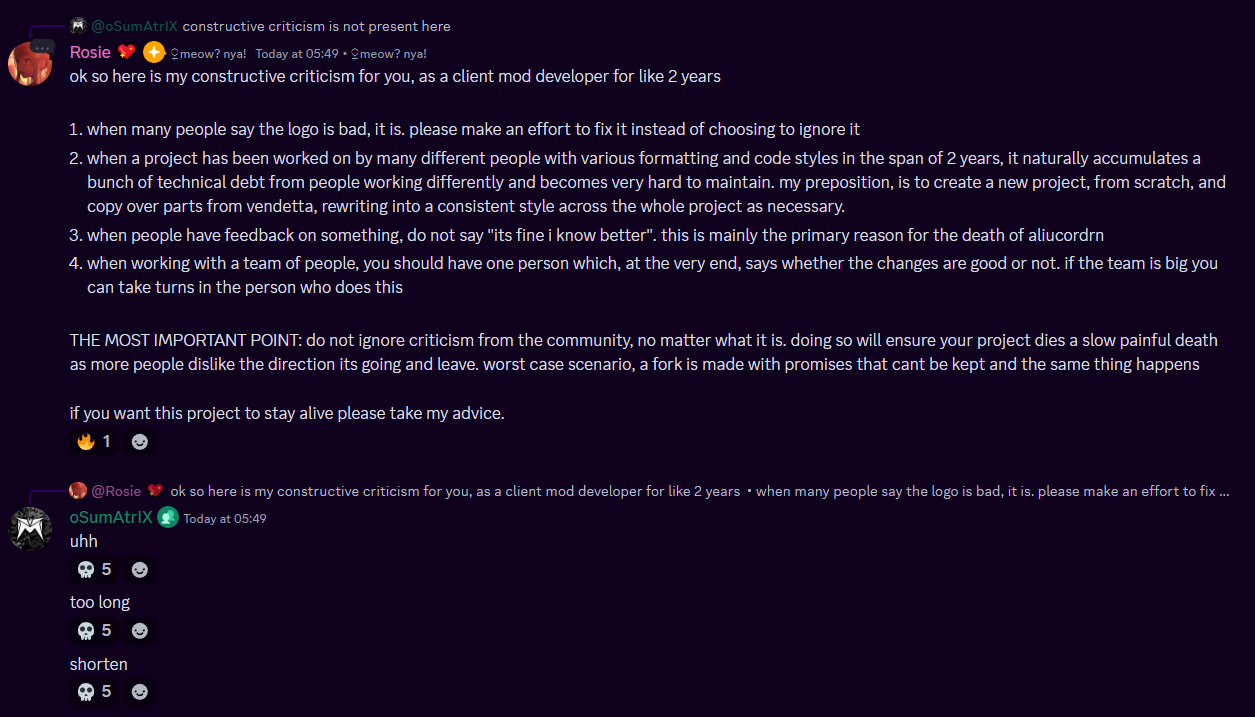 @oSumAtrIX constructive criticism is not present here
Rosie ♀meow? nya! Today at 05:49 • ♀meow? nya!
ok so here is my constructive criticism for you, as a client mod developer for like 2 years
1. when many people say the logo is bad, it is. please make an effort to fix it instead of choosing to ignore it
2. when a project has been worked on by many different people with various formatting and code styles in the span of 2 years, it naturally accumulates a
bunch of technical debt from people working differently and becomes very hard to maintain. my preposition, is to create a new project, from scratch, and
copy over parts from vendetta, rewriting into a consistent style across the whole project as necessary.
3. when people have feedback on something, do not say "its fine i know better". this is mainly the primary reason for the death of aliucordrn
4. when working with a team of people, you should have one person which, at the very end, says whether the changes are good or not. if the team is big you
can take turns in the person who does this
THE MOST IMPORTANT POINT: do not ignore criticism from the community, no matter what it is. doing so will ensure your project dies a slow painful death
as more people dislike the direction its going and leave. worst case scenario, a fork is made with promises that cant be kept and the same thing happens
if you want this project to stay alive please take my advice.
🔥 1
@Rosie ok so here is my constructive criticism for you, as a client mod developer for like 2 years • when many people say the logo is bad, it is. please make an effort to fix ...
oSumAtrIX Today at 05:49
uhh
💀 5
too long
💀 5
shorten
💀 5